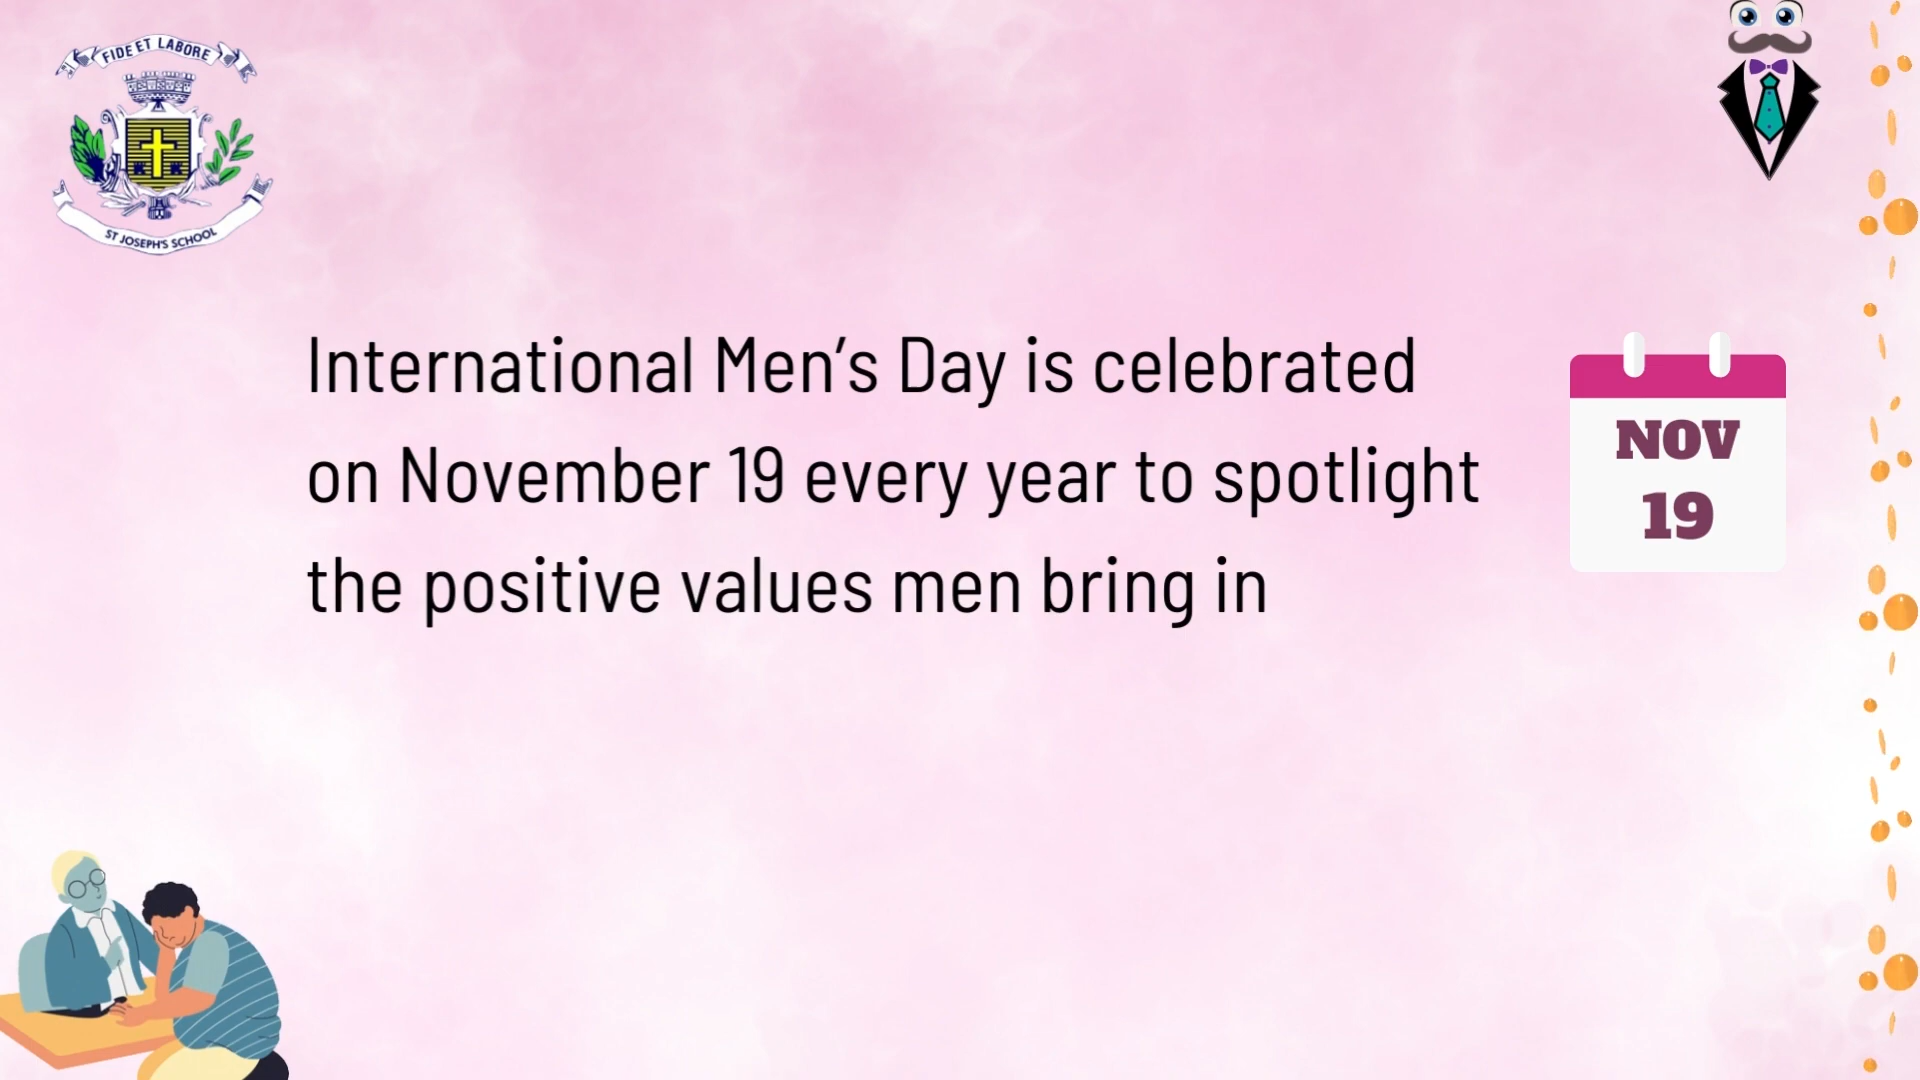 FIDE ET LABORE
ST JOSEPH'S SCHOOL
International Men’s Day is celebrated
on November 19 every year to spotlight
the positive values men bring in
NOV
19